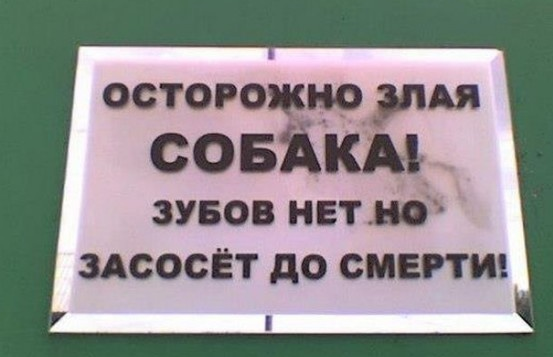 ОСТОРОЖНО ЗЛАЯ
СОБАКА!
ЗУБОВ НЕТ НО
ЗАСОСЁТ ДО СМЕРТИ!